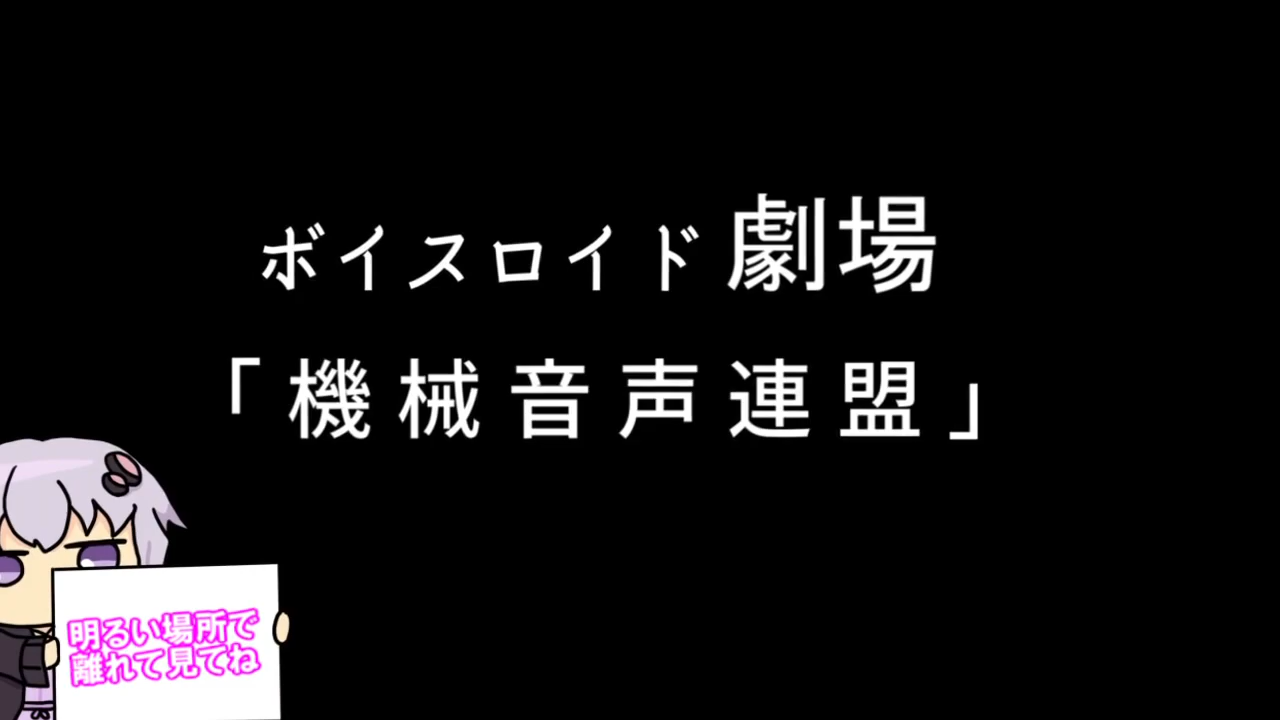 ボイスロイド劇場
「機械音声連盟」
明るい場所で
離れて見てね